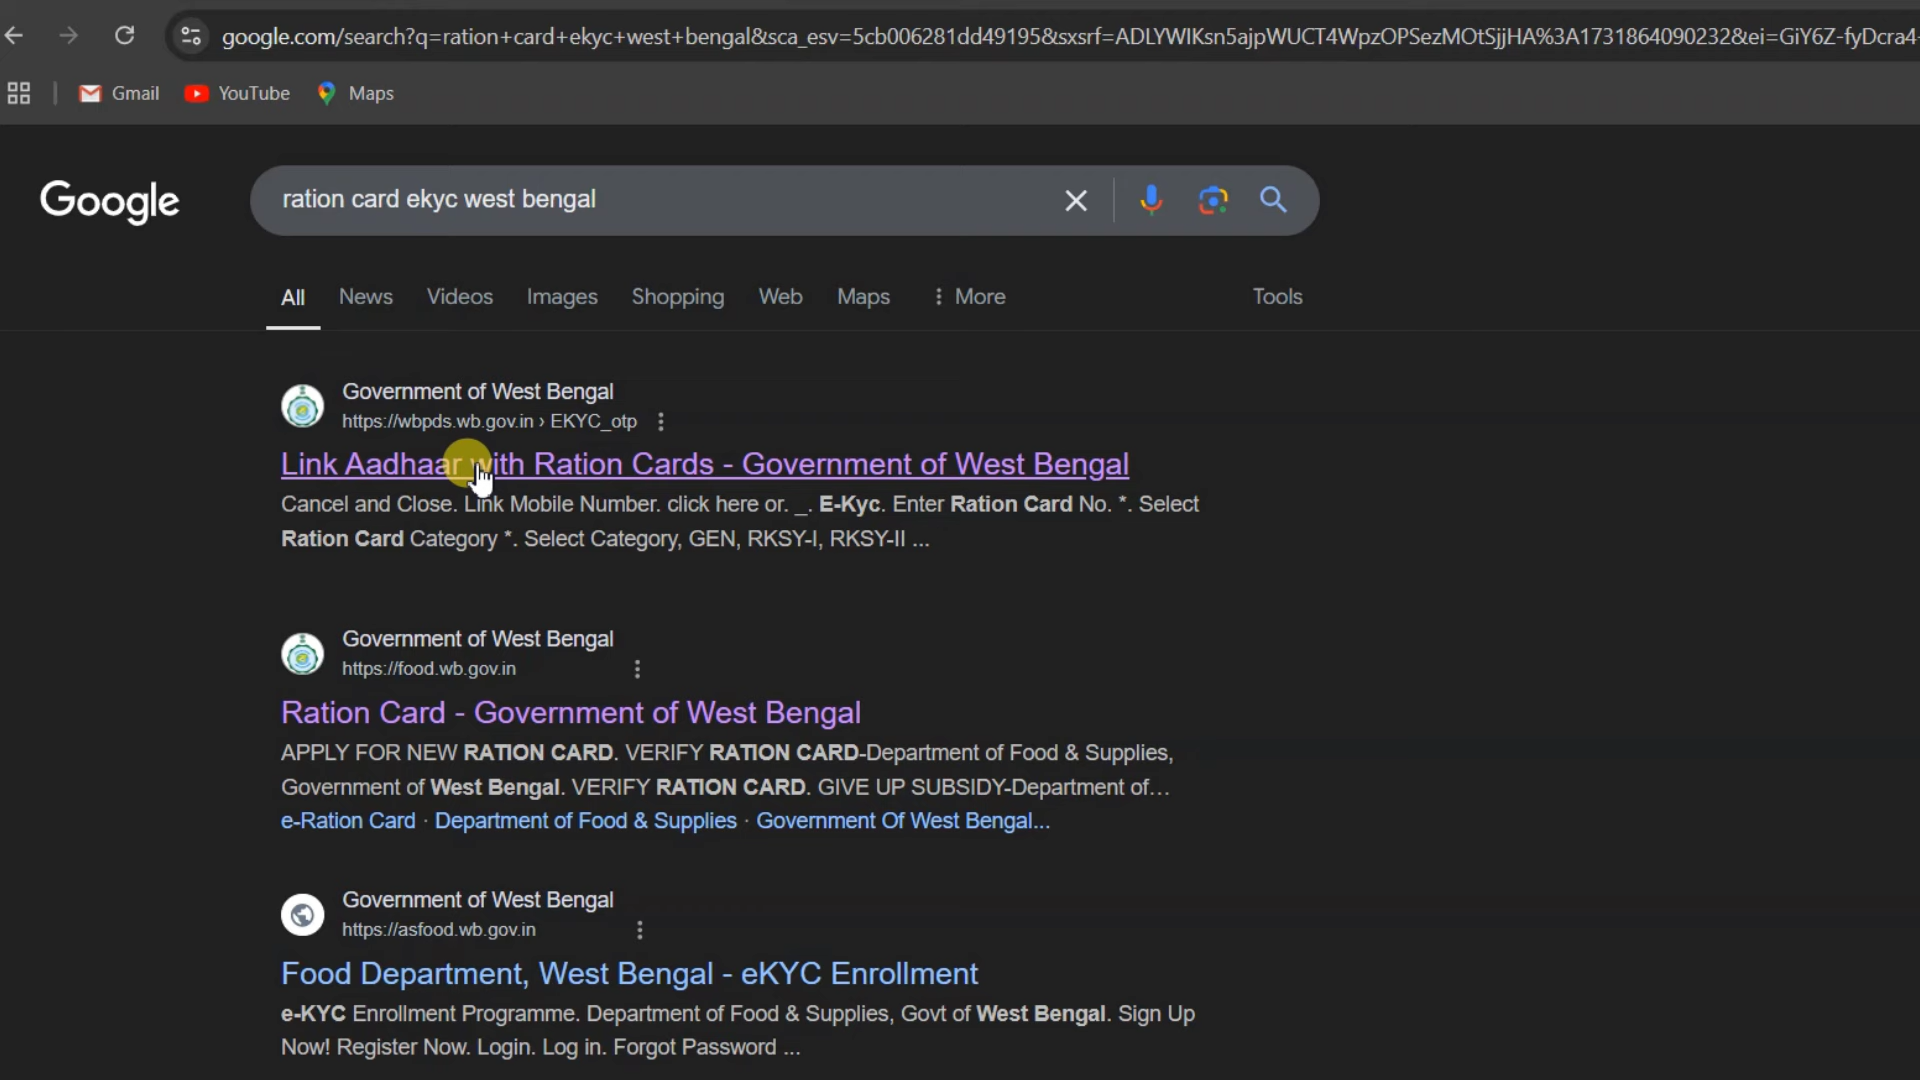 google.com/search?q=ration+card+ekyc+west+bengal&sca_esv=5cb006281dd49195&sxsrf=ADLYWIKsn5ajpWUCT4WpzOPSezMOtSjjHA%3A1731864090232&ei=GiY6Z-fyDcra4-
Gmail YouTube Maps
Google ration card ekyc west bengal
All News Videos Images Shopping Web Maps More Tools
Government of West Bengal
https://wbpds.wb.gov.in › EKYC_otp
Link Aadhaar with Ration Cards - Government of West Bengal
Cancel and Close. Link Mobile Number. click here or. _. E-Kyc. Enter Ration Card No. *. Select
Ration Card Category *. Select Category, GEN, RKSY-I, RKSY-II ...
Government of West Bengal
https://food.wb.gov.in
Ration Card - Government of West Bengal
APPLY FOR NEW RATION CARD. VERIFY RATION CARD-Department of Food & Supplies,
Government of West Bengal. VERIFY RATION CARD. GIVE UP SUBSIDY-Department of...
e-Ration Card · Department of Food & Supplies · Government Of West Bengal...
Government of West Bengal
https://asfood.wb.gov.in
Food Department, West Bengal - eKYC Enrollment
e-KYC Enrollment Programme. Department of Food & Supplies, Govt of West Bengal. Sign Up
Now! Register Now. Login. Log in. Forgot Password ...